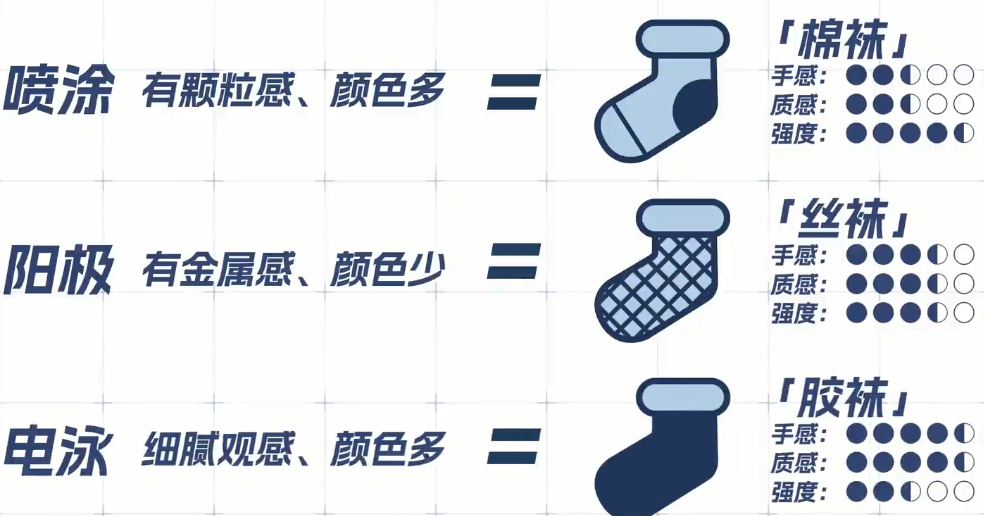 喷涂 有颗粒感、颜色多 = 「棉袜」
手感:
质感:
强度:
阳极 有金属感、颜色少 = 「丝袜」
手感:
质感:
强度:
电泳 细腻观感、颜色多 = 「胶袜」
手感:
质感:
强度: